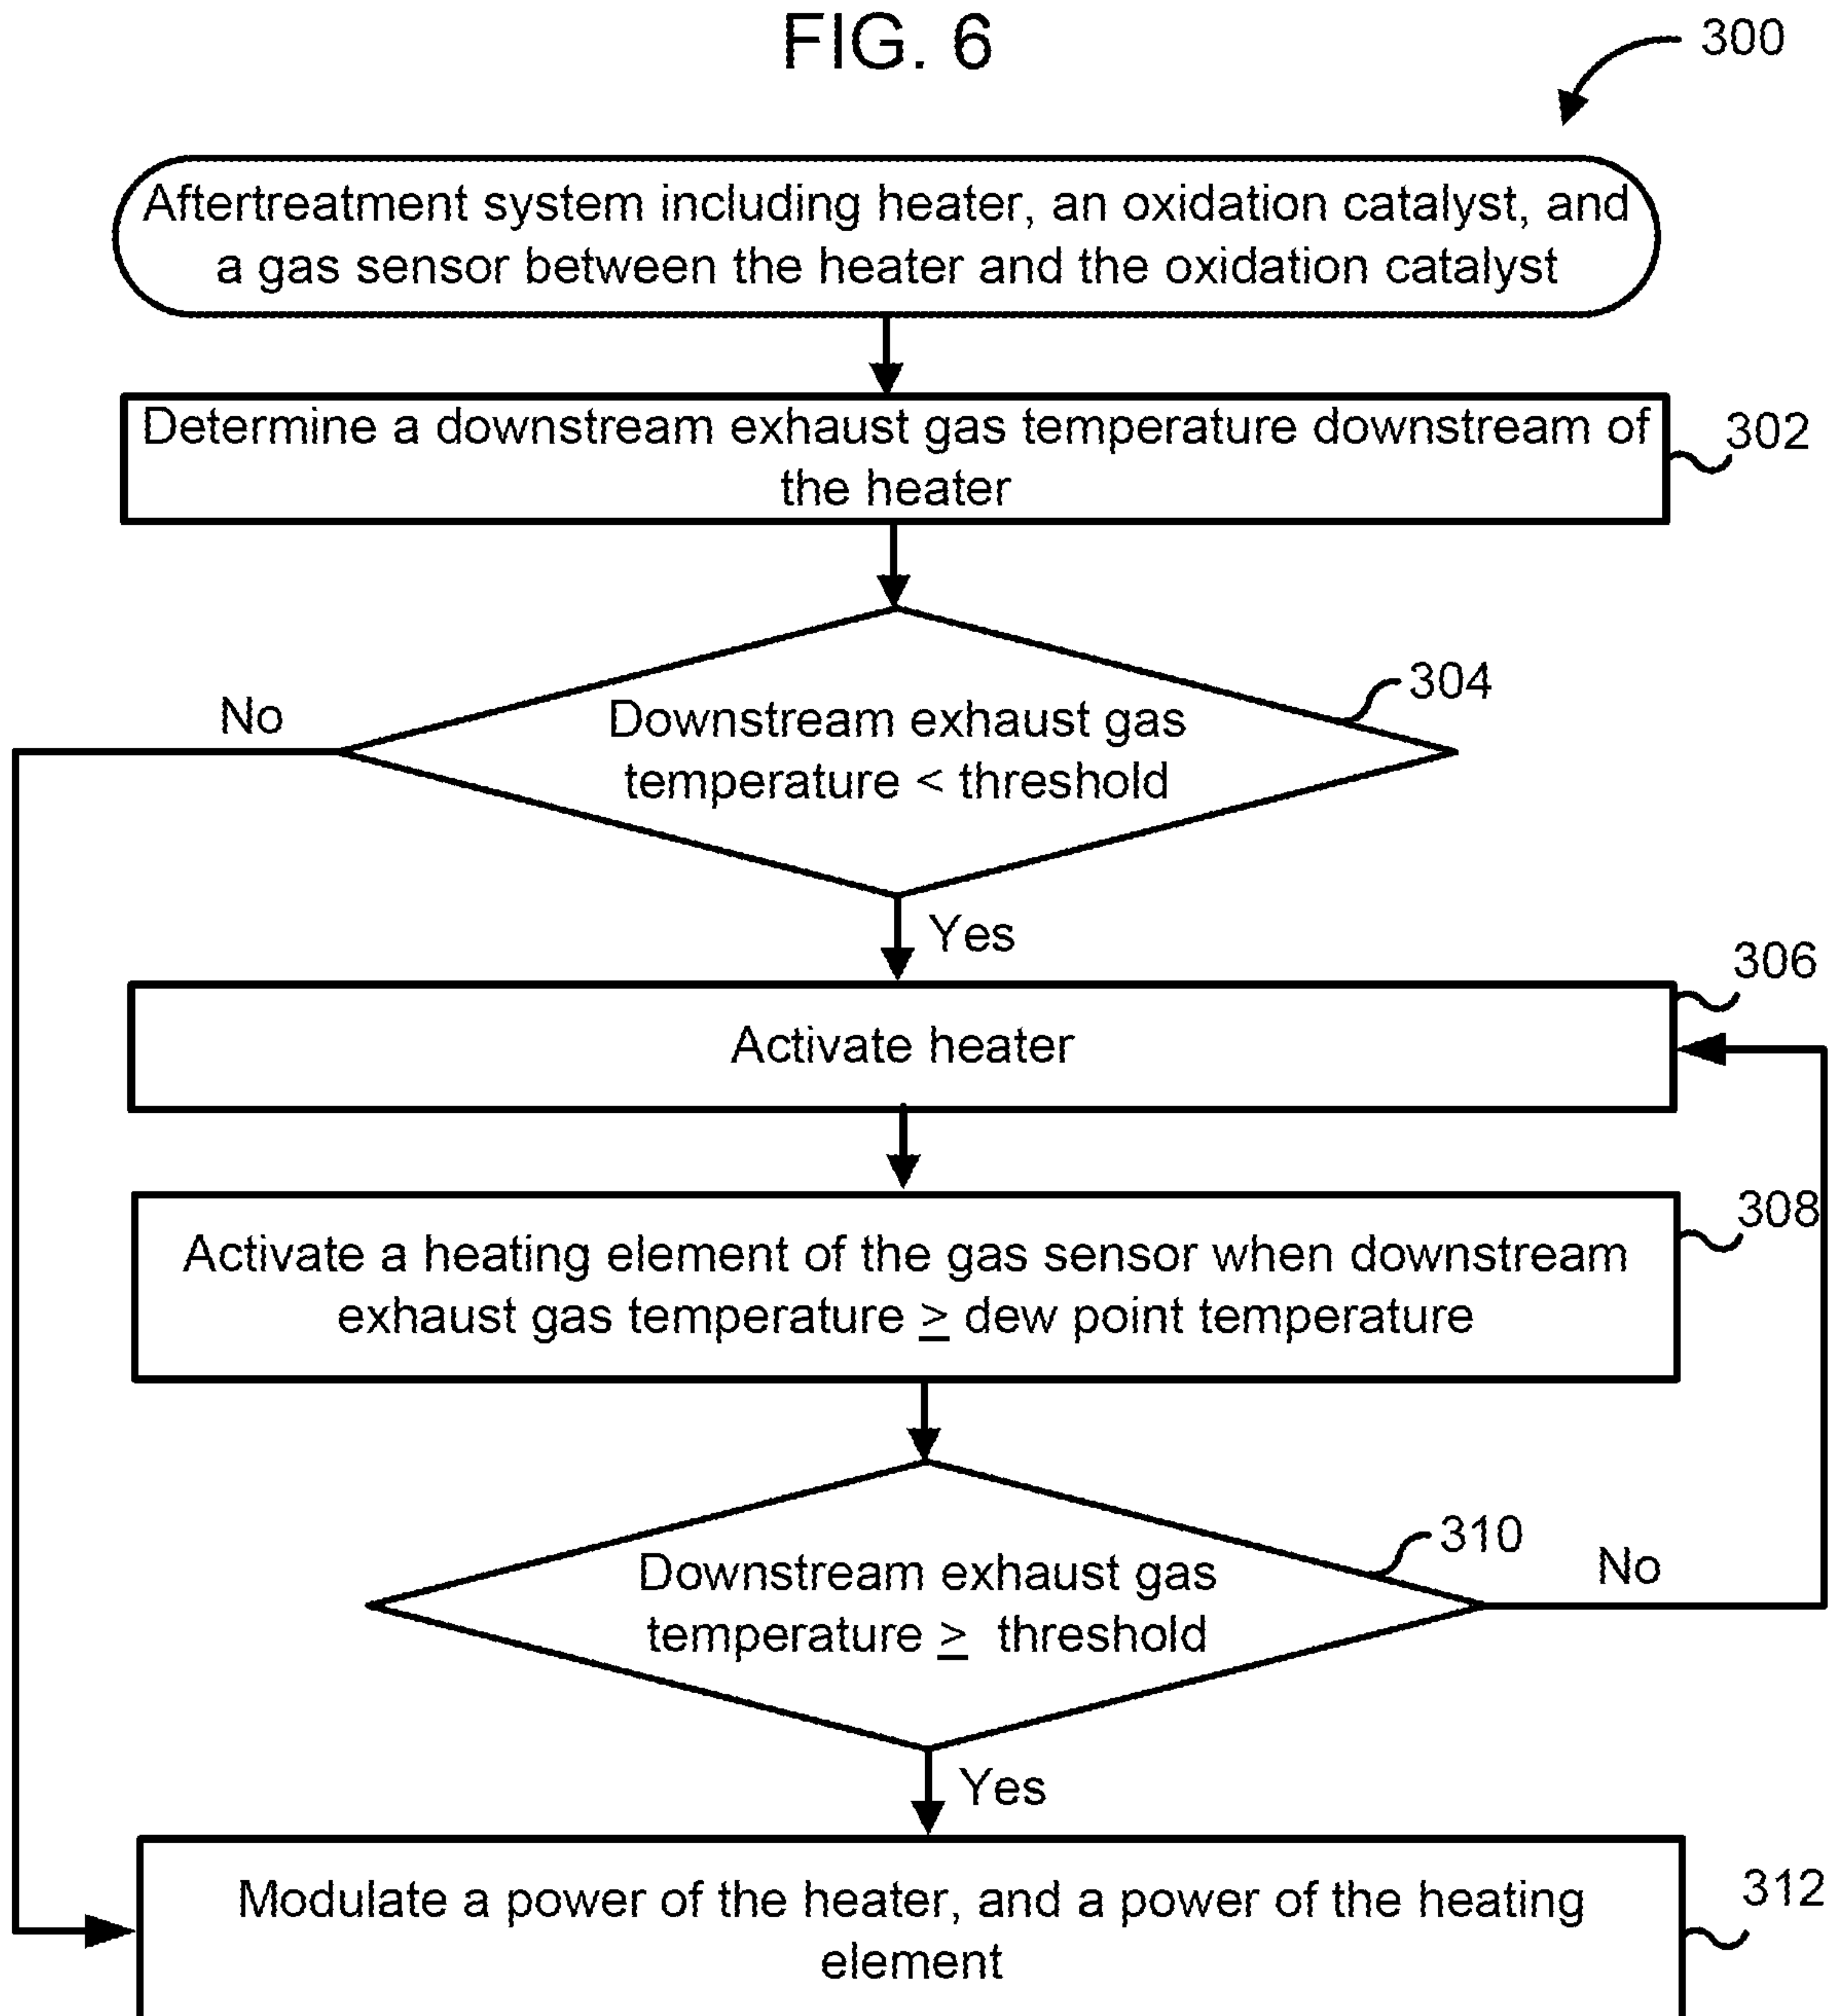 FIG. 6
300
Aftertreatment system including heater, an oxidation catalyst, and
a gas sensor between the heater and the oxidation catalyst
Determine a downstream exhaust gas temperature downstream of
the heater
302
304
No
Downstream exhaust gas
temperature < threshold
Yes
306
Activate heater
308
Activate a heating element of the gas sensor when downstream
exhaust gas temperature ≥ dew point temperature
310
No
Downstream exhaust gas
temperature ≥ threshold
Yes
312
Modulate a power of the heater, and a power of the heating
element